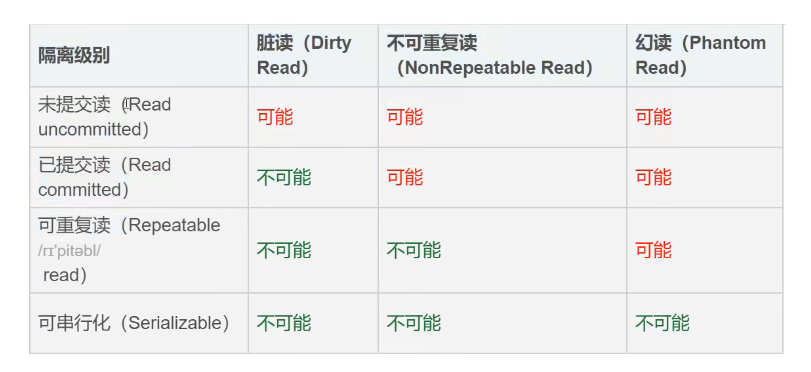 隔离级别
脏读（Dirty
Read）
不可重复读
（NonRepeatable Read）
幻读（Phantom
Read）
未提交读（Read
uncommitted）
可能
可能
可能
已提交读（Read
committed）
不可能
可能
可能
可重复读（Repeatable
/rɪˈpitəbl/
read）
不可能
不可能
可能
可串行化（Serializable）
不可能
不可能
不可能